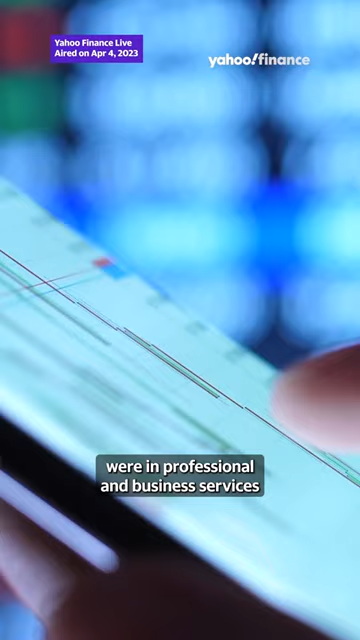 Yahoo Finance Live
Aired on Apr 4, 2023
yahoo!finance
were in professional
and business services